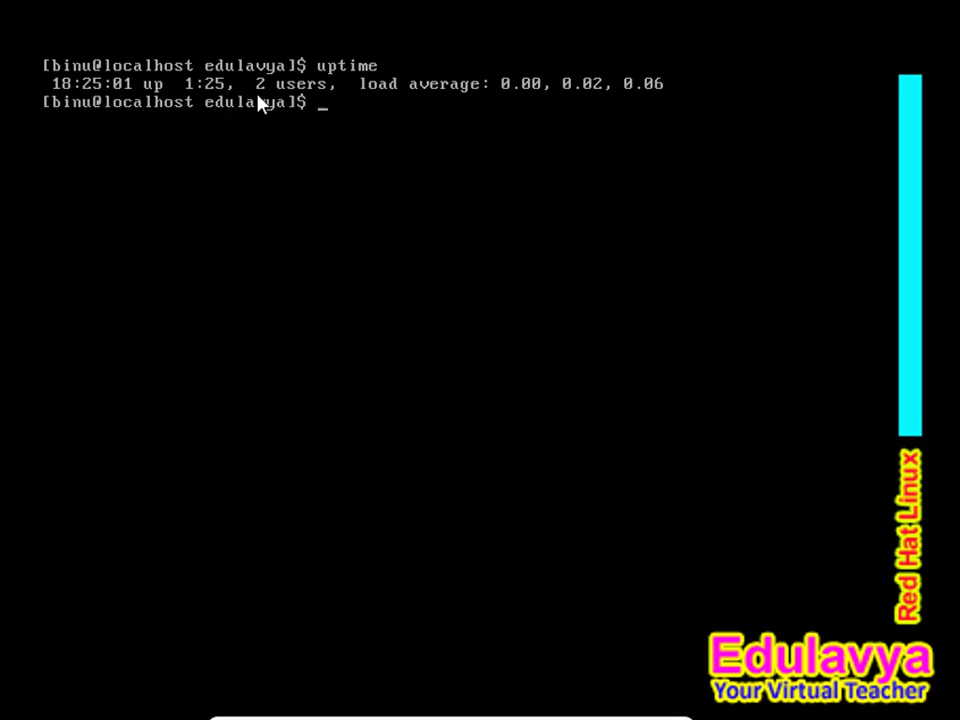 [binu@localhost edulavya]$ uptime
 18:25:01 up  1:25,  2 users,  load average: 0.00, 0.02, 0.06
[binu@localhost edulavya]$ _
Red Hat Linux
Edulavya
Your Virtual Teacher